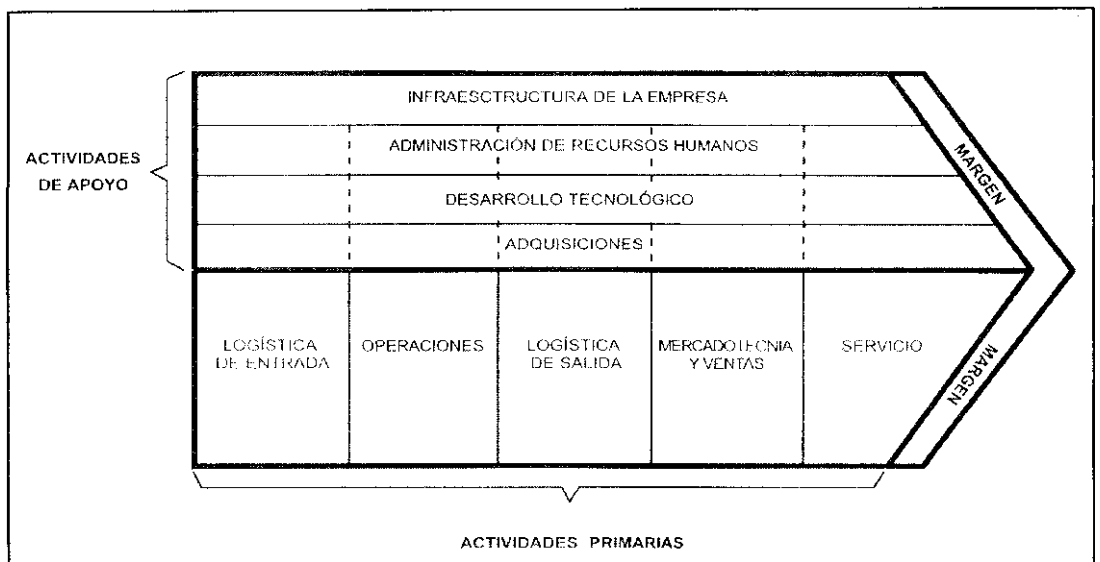 INFRAESCTRUCTURA DE LA EMPRESA
ADMINISTRACIÓN DE RECURSOS HUMANOS
ACTIVIDADES
DE APOYO
DESARROLLO TECNOLÓGICO
ADQUISICIONES
MARGEN
LOGÍSTICA
DE ENTRADA
OPERACIONES
LOGÍSTICA
DE SALIDA
MERCADOTECNIA
Y VENTAS
SERVICIO
MARGEN
ACTIVIDADES PRIMARIAS